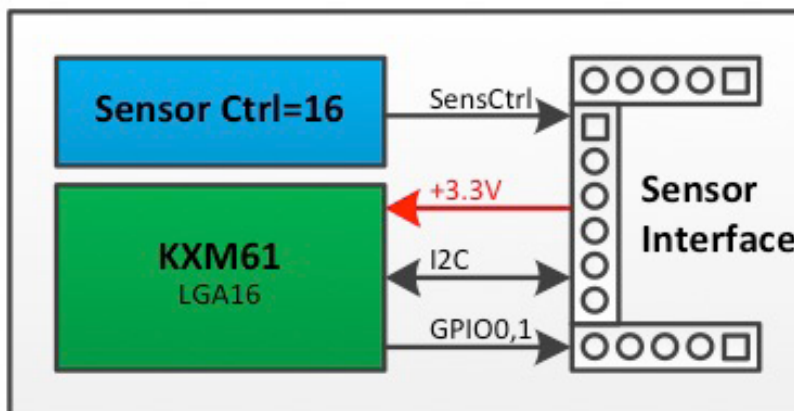 Sensor Ctrl=16
SensCtrl
+3.3V
KXM61
LGA16
I2C
GPIO0,1
Sensor
Interface